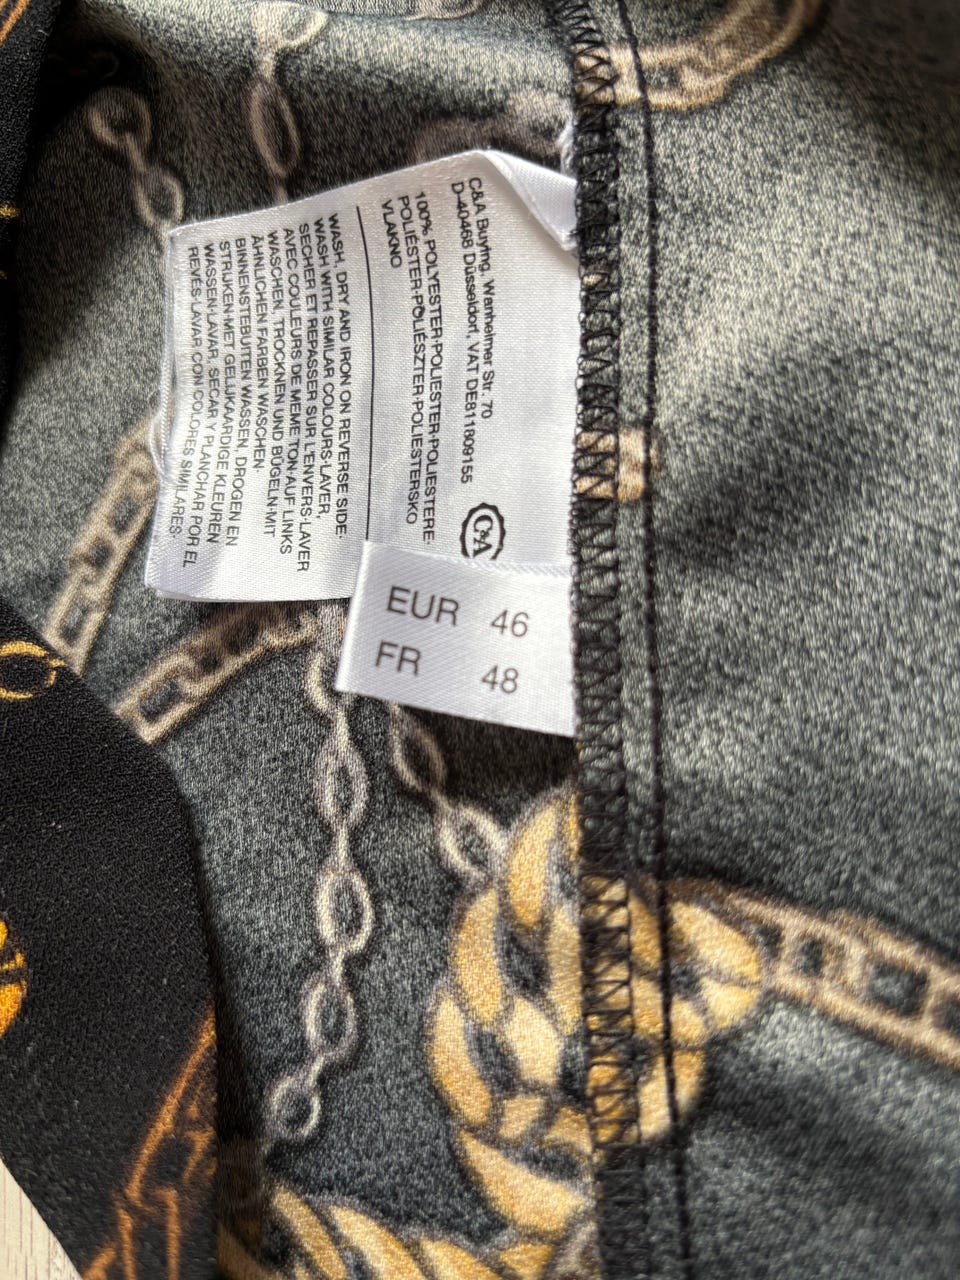 C&A Buying, Wanheimer Str. 70
D-40468 Düsseldorf, VAT DE811809155
C&A
100% POLYESTER·POLIESTER·POLIESTERE·
POLIÉSTER·POLIÉSZTER·POLIESTERSKO
VLAKNO
WASH, DRY AND IRON ON REVERSE SIDE·
WASH WITH SIMILAR COLOURS·LAVER,
SECHER ET REPASSER SUR L'ENVERS·LAVER
AVEC COULEURS DE MEME TON·AUF LINKS
WASCHEN, TROCKNEN UND BÜGELN·MIT
ÄHNLICHEN FARBEN WASCHEN·
BINNENSTEBUITEN WASSEN, DROGEN EN
STRIJKEN·MET GELIJKAARDIGE KLEUREN
WASSEN·LAVAR, SECAR Y PLANCHAR POR EL
REVÉS·LAVAR CON COLORES SIMILARES·
EUR 46
FR 48